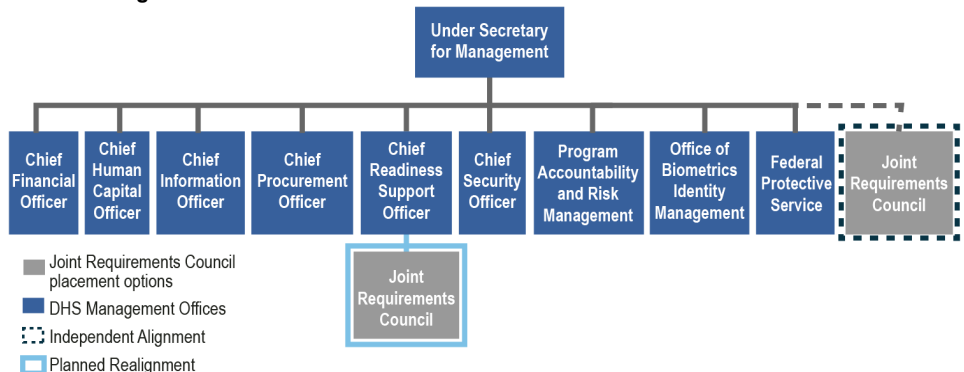 Under Secretary
for Management
Chief
Financial
Officer
Chief
Human
Capital
Officer
Chief
Information
Officer
Chief
Procurement
Officer
Chief
Readiness
Support
Officer
Chief
Security
Officer
Program
Accountability
and Risk
Management
Office of
Biometrics
Identity
Management
Federal
Protective
Service
Joint
Requirements
Council
Joint
Requirements
Council
Joint Requirements Council
placement options
DHS Management Offices
Independent Alignment
Planned Realignment